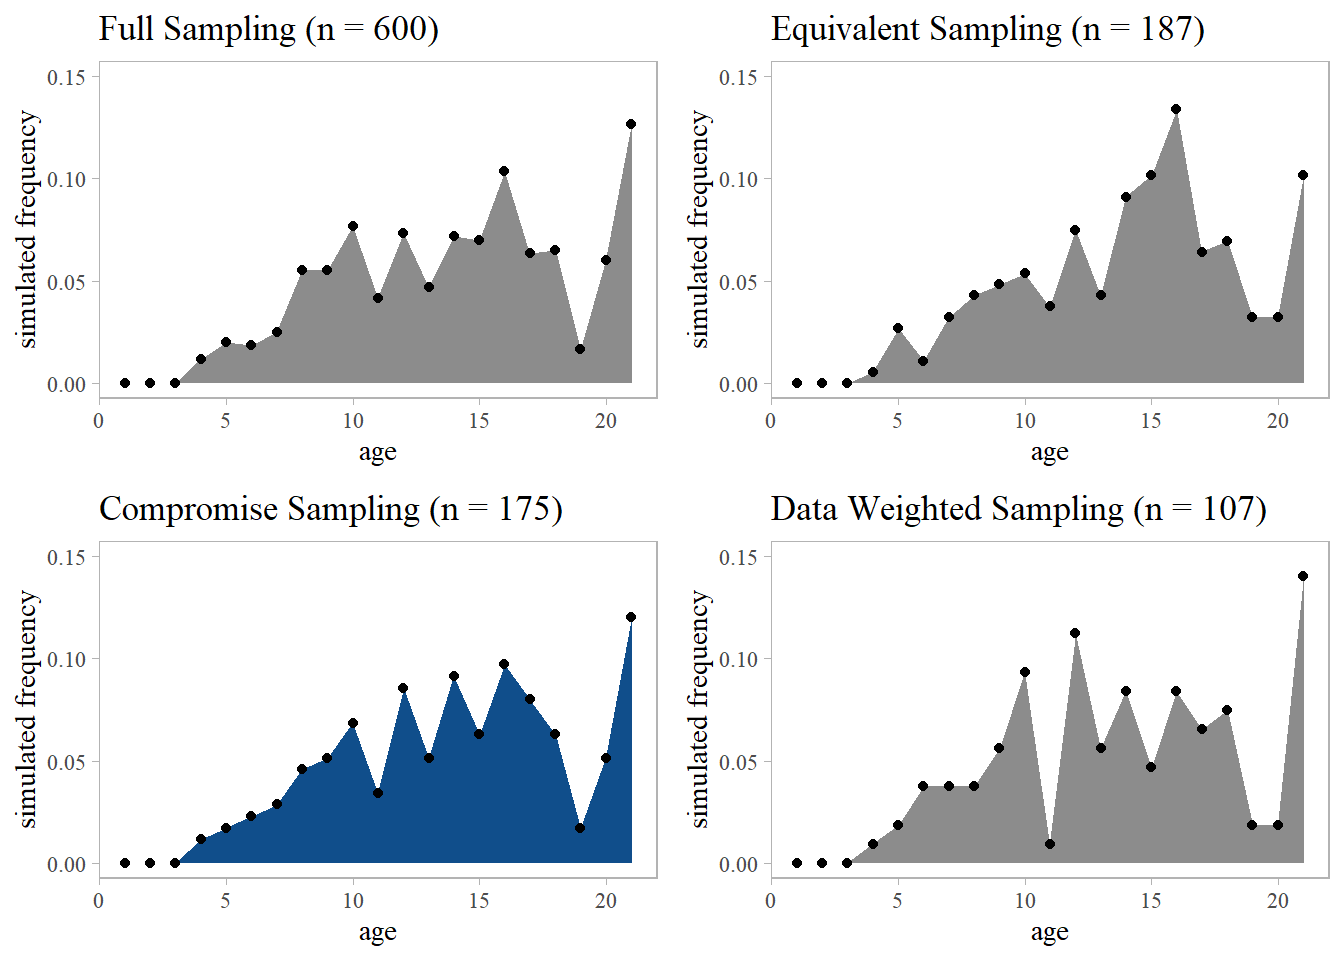 Full Sampling (n = 600)
simulated frequency
0.15
0.10
0.05
0.00
0 5 10 15 20
age
Equivalent Sampling (n = 187)
simulated frequency
0.15
0.10
0.05
0.00
0 5 10 15 20
age
Compromise Sampling (n = 175)
simulated frequency
0.15
0.10
0.05
0.00
0 5 10 15 20
age
Data Weighted Sampling (n = 107)
simulated frequency
0.15
0.10
0.05
0.00
0 5 10 15 20
age